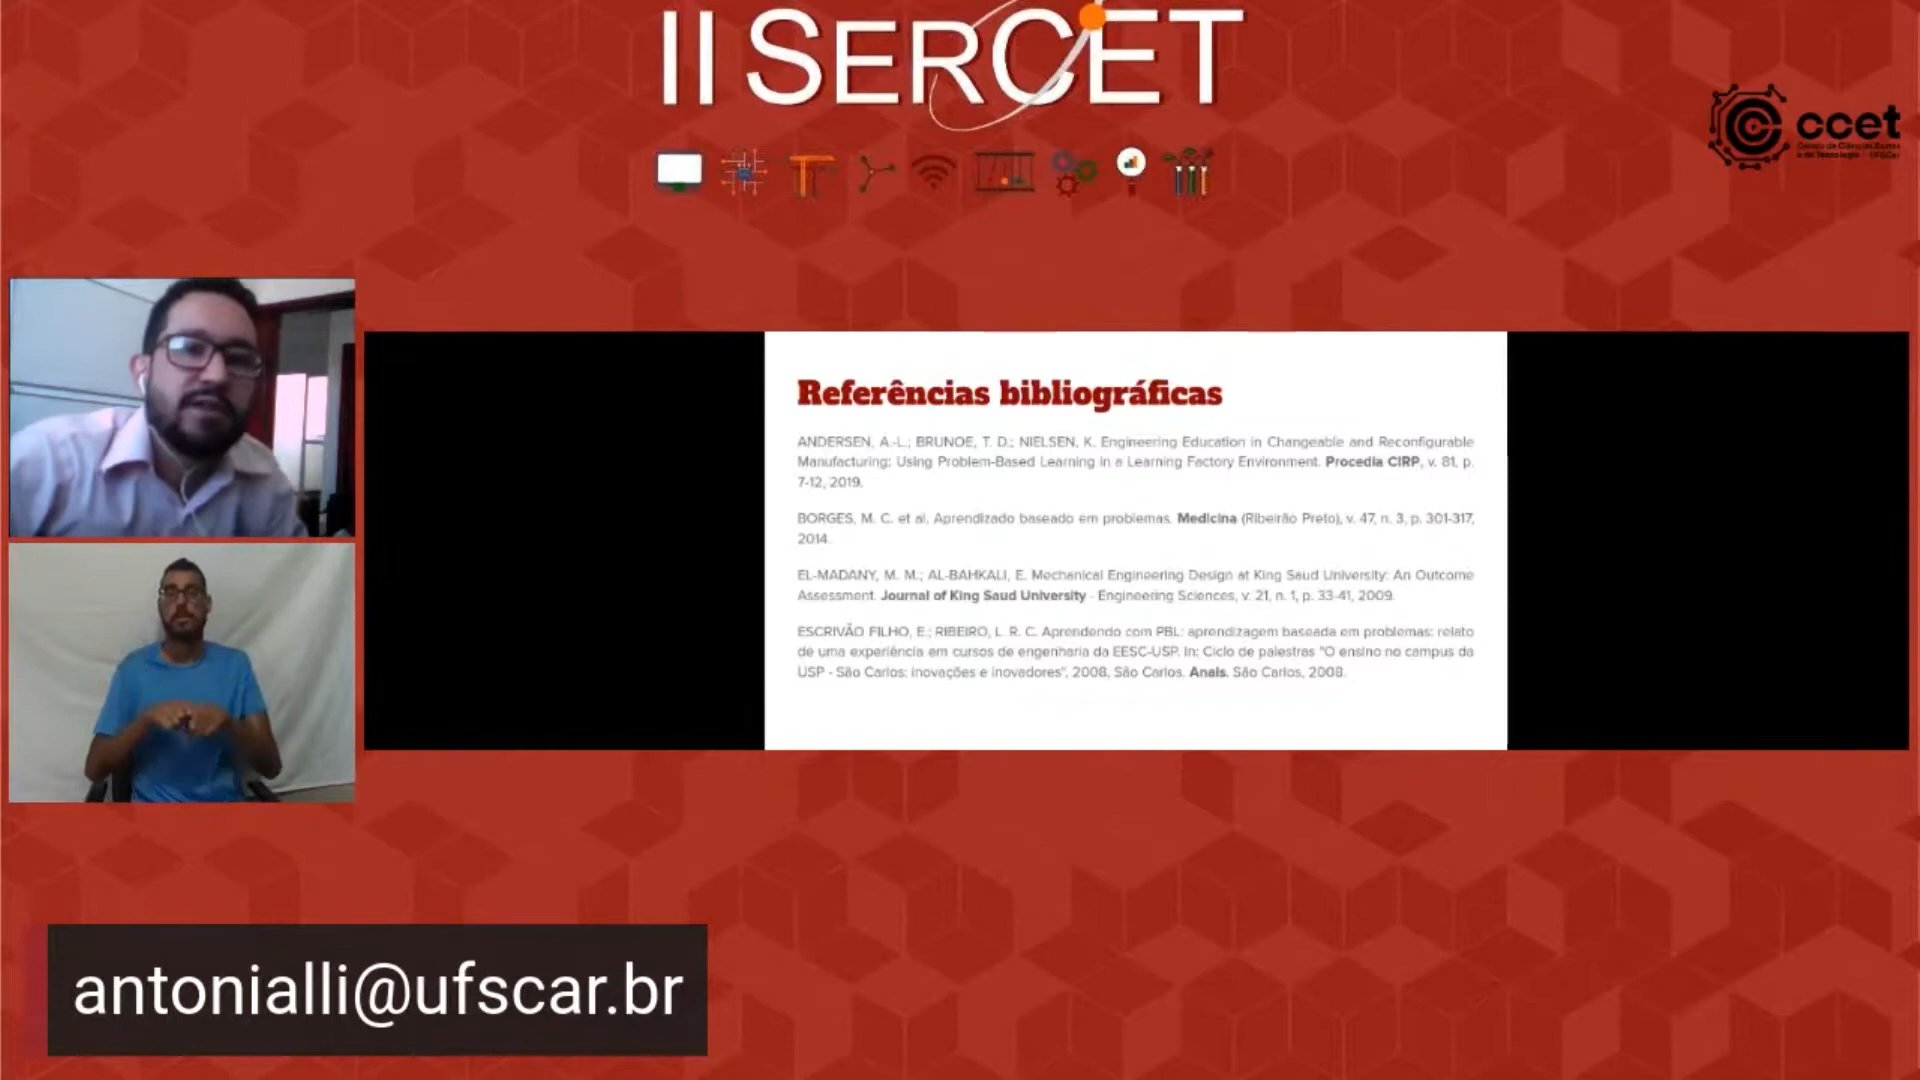 II SERCET
ccet
Referências bibliográficas
ANDERSEN, A.-L.; BRUNOE, T. D.; NIELSEN, K. Engineering Education in Changeable and Reconfigurable
Manufacturing: Using Problem-Based Learning in a Learning Factory Environment. Procedia CIRP, v. 81, p.
7-12, 2019.
BORGES, M. C. et al. Aprendizado baseado em problemas. Medicina (Ribeirão Preto), v. 47, n. 3, p. 301-317,
2014.
EL-MADANY, M. M.; AL-BAHKALI, E. Mechanical Engineering Design at King Saud University: An Outcome
Assessment. Journal of King Saud University - Engineering Sciences, v. 21, n. 1, p. 33-41, 2009.
ESCRIVÃO FILHO, E.; RIBEIRO, L. R. C. Aprendendo com PBL: aprendizagem baseada em problemas: relato
de uma experiência em cursos de engenharia da EESC-USP. In: Ciclo de palestras "O ensino no campus da
USP - São Carlos: inovações e inovadores", 2008, São Carlos. Anais. São Carlos, 2008.
antonialli@ufscar.br